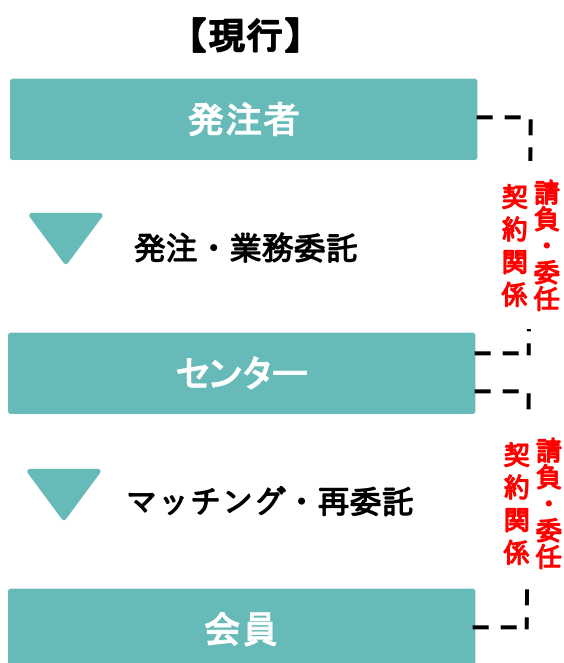 【現行】
発注者
請負・委任
契約関係
発注・業務委託
センター
マッチング・再委託
請負・委任
契約関係
会員